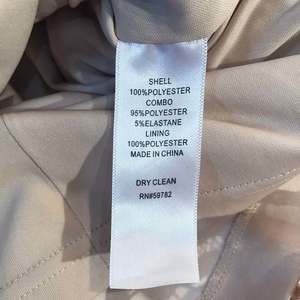 SHELL
100%POLYESTER
COMBO
95%POLYESTER
5%ELASTANE
LINING
100%POLYESTER
MADE IN CHINA
DRY CLEAN
RN#59782